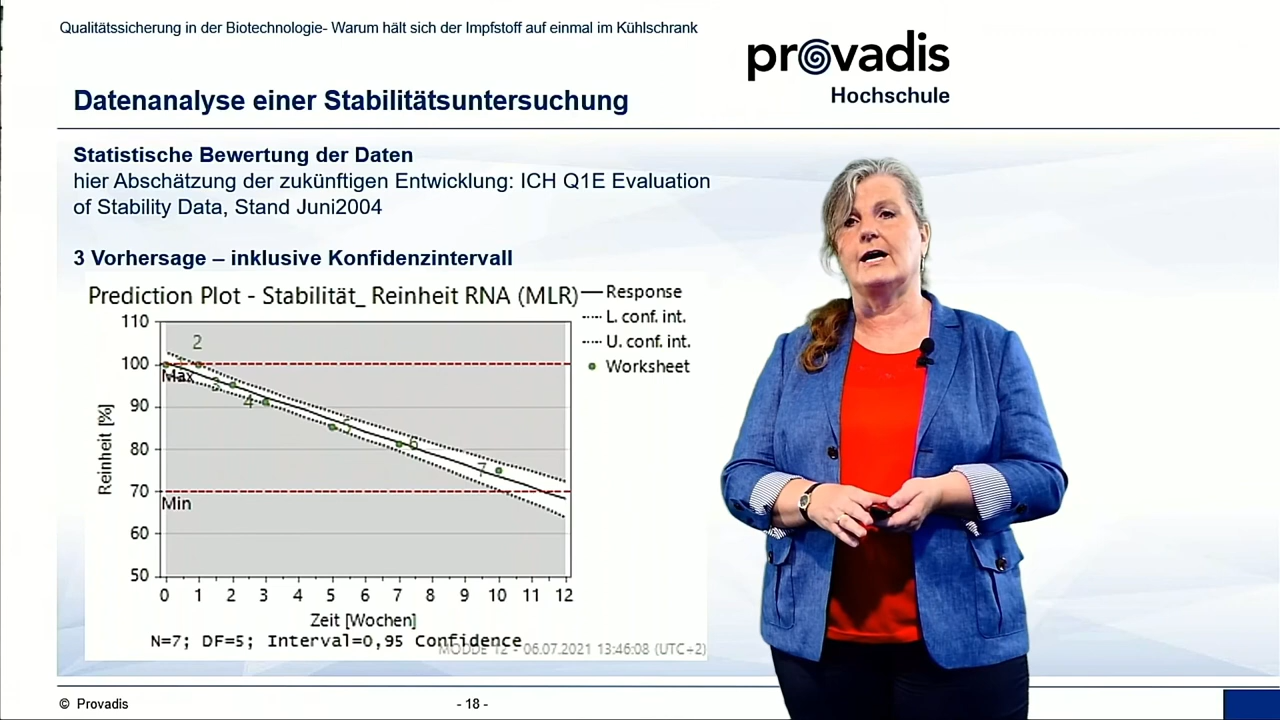 Qualitätssicherung in der Biotechnologie- Warum hält sich der Impfstoff auf einmal im Kühlschrank
provadis
Hochschule
Datenanalyse einer Stabilitätsuntersuchung
Statistische Bewertung der Daten
hier Abschätzung der zukünftigen Entwicklung: ICH Q1E Evaluation
of Stability Data, Stand Juni2004
3 Vorhersage – inklusive Konfidenzintervall
Prediction Plot - Stabilität_ Reinheit RNA (MLR)
Response
L. conf. int.
U. conf. int.
Worksheet
Reinheit [%]
110
100
90
80
70
60
50
Max
Min
1
2
3
4
5
6
7
0 1 2 3 4 5 6 7 8 9 10 11 12
Zeit [Wochen]
N=7; DF=5; Interval=0,95 Confidence
MODDE 12 - 06.07.2021 13:46:08 (UTC+2)
© Provadis
- 18 -